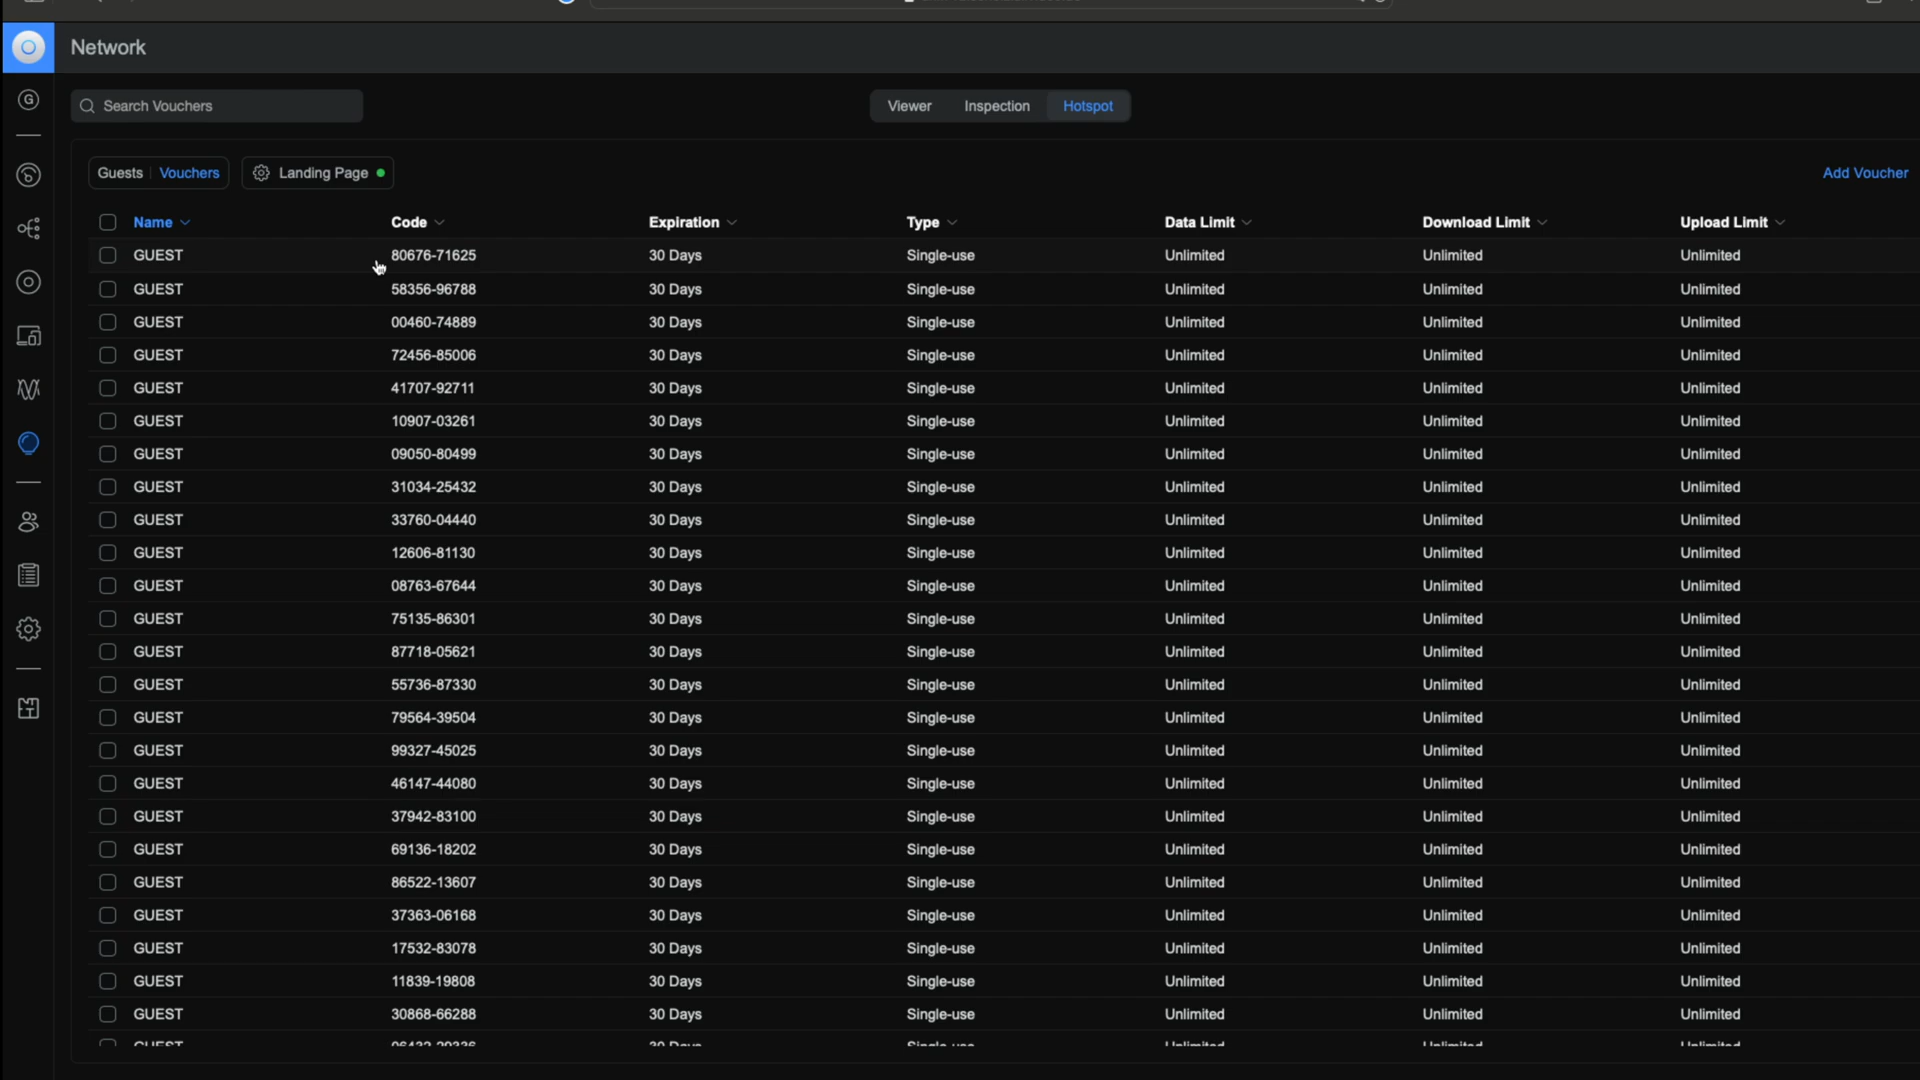 Network
Search Vouchers
Viewer Inspection Hotspot
Guests Vouchers Landing Page Add Voucher
Name Code Expiration Type Data Limit Download Limit Upload Limit
GUEST 80676-71625 30 Days Single-use Unlimited Unlimited Unlimited
GUEST 58356-96788 30 Days Single-use Unlimited Unlimited Unlimited
GUEST 00460-74889 30 Days Single-use Unlimited Unlimited Unlimited
GUEST 72456-85006 30 Days Single-use Unlimited Unlimited Unlimited
GUEST 41707-92711 30 Days Single-use Unlimited Unlimited Unlimited
GUEST 10907-03261 30 Days Single-use Unlimited Unlimited Unlimited
GUEST 09050-80499 30 Days Single-use Unlimited Unlimited Unlimited
GUEST 31034-25432 30 Days Single-use Unlimited Unlimited Unlimited
GUEST 33760-04440 30 Days Single-use Unlimited Unlimited Unlimited
GUEST 12606-81130 30 Days Single-use Unlimited Unlimited Unlimited
GUEST 08763-67644 30 Days Single-use Unlimited Unlimited Unlimited
GUEST 75135-86301 30 Days Single-use Unlimited Unlimited Unlimited
GUEST 87718-05621 30 Days Single-use Unlimited Unlimited Unlimited
GUEST 55736-87330 30 Days Single-use Unlimited Unlimited Unlimited
GUEST 79564-39504 30 Days Single-use Unlimited Unlimited Unlimited
GUEST 99327-45025 30 Days Single-use Unlimited Unlimited Unlimited
GUEST 46147-44080 30 Days Single-use Unlimited Unlimited Unlimited
GUEST 37942-83100 30 Days Single-use Unlimited Unlimited Unlimited
GUEST 69136-18202 30 Days Single-use Unlimited Unlimited Unlimited
GUEST 86522-13607 30 Days Single-use Unlimited Unlimited Unlimited
GUEST 37363-06168 30 Days Single-use Unlimited Unlimited Unlimited
GUEST 17532-83078 30 Days Single-use Unlimited Unlimited Unlimited
GUEST 11839-19808 30 Days Single-use Unlimited Unlimited Unlimited
GUEST 30868-66288 30 Days Single-use Unlimited Unlimited Unlimited
GUEST 30 Days Single-use Unlimited Unlimited Unlimited